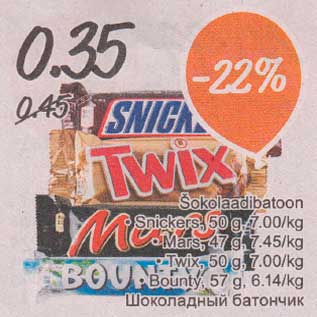 0.35
0.45
-22%
SNICK
TWIX
Mars
BOUNTY
Šokolaadibatoon
• Snickers, 50 g, 7.00/kg
• Mars, 47 g, 7.45/kg
• Twix, 50 g, 7.00/kg
• Bounty, 57 g, 6.14/kg
Шоколадный батончик